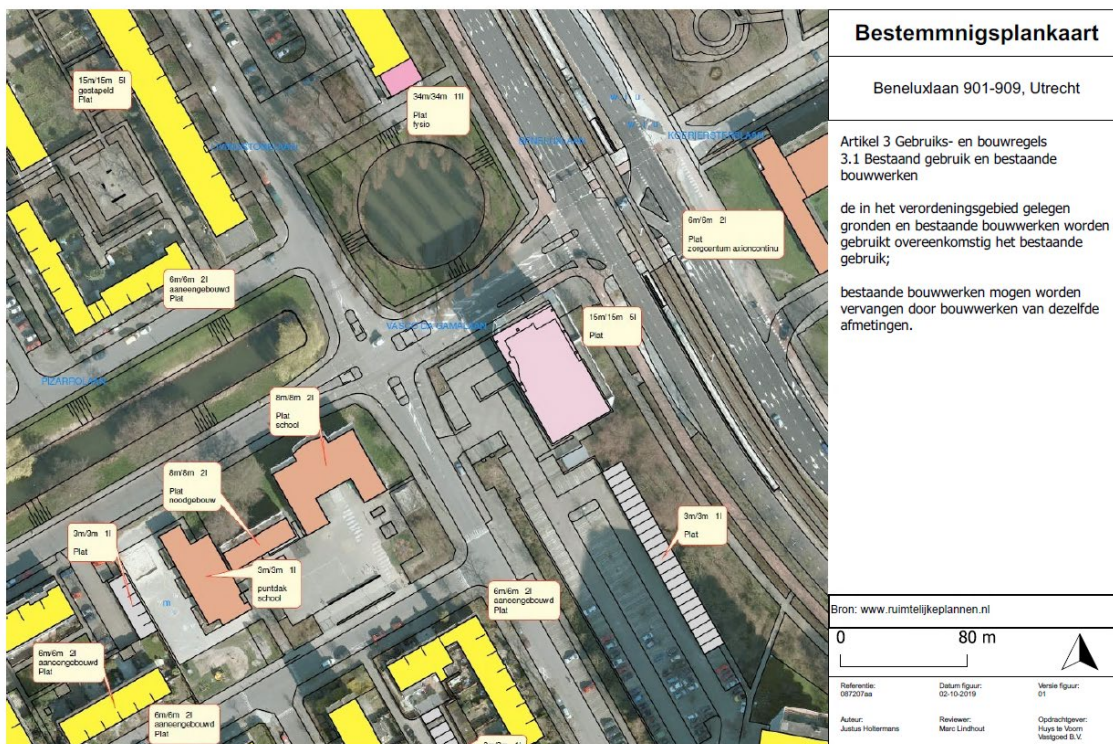 Bestemmnigsplankaart
Beneluxlaan 901-909, Utrecht
Artikel 3 Gebruiks- en bouwregels
3.1 Bestaand gebruik en bestaande
bouwwerken
de in het verordeningsgebied gelegen
gronden en bestaande bouwwerken worden
gebruikt overeenkomstig het bestaande
gebruik;
bestaande bouwwerken mogen worden
vervangen door bouwwerken van dezelfde
afmetingen.
Bron: www.ruimtelijkeplannen.nl
0 80 m
Referentie:
087207aa
Datum figuur:
02-10-2019
Versie figuur:
01
Auteur:
Justus Holtermans
Reviewer:
Marc Lindhout
Opdrachtgever:
Huys te Voorn
Vastgoed B.V.
15m/15m 5l
gestapeld
Plat
34m/34m 11l
Plat
fysio
BENELUXLAAN
6m/6m 2l
Plat
zorgcentum axioncontinu
6m/6m 2l
aaneengebouwd
Plat
15m/15m 5l
Plat
VASCO DA GAMALAAN
PIZARROLAAN
8m/8m 2l
Plat
school
8m/8m 2l
Plat
noodgebouw
3m/3m 1l
Plat
3m/3m 1l
Plat
3m/3m 1l
puntdak
school
6m/6m 2l
aaneengebouwd
Plat
6m/6m 2l
aaneengebouwd
Plat
6m/6m 2l
aaneengebouwd
Plat